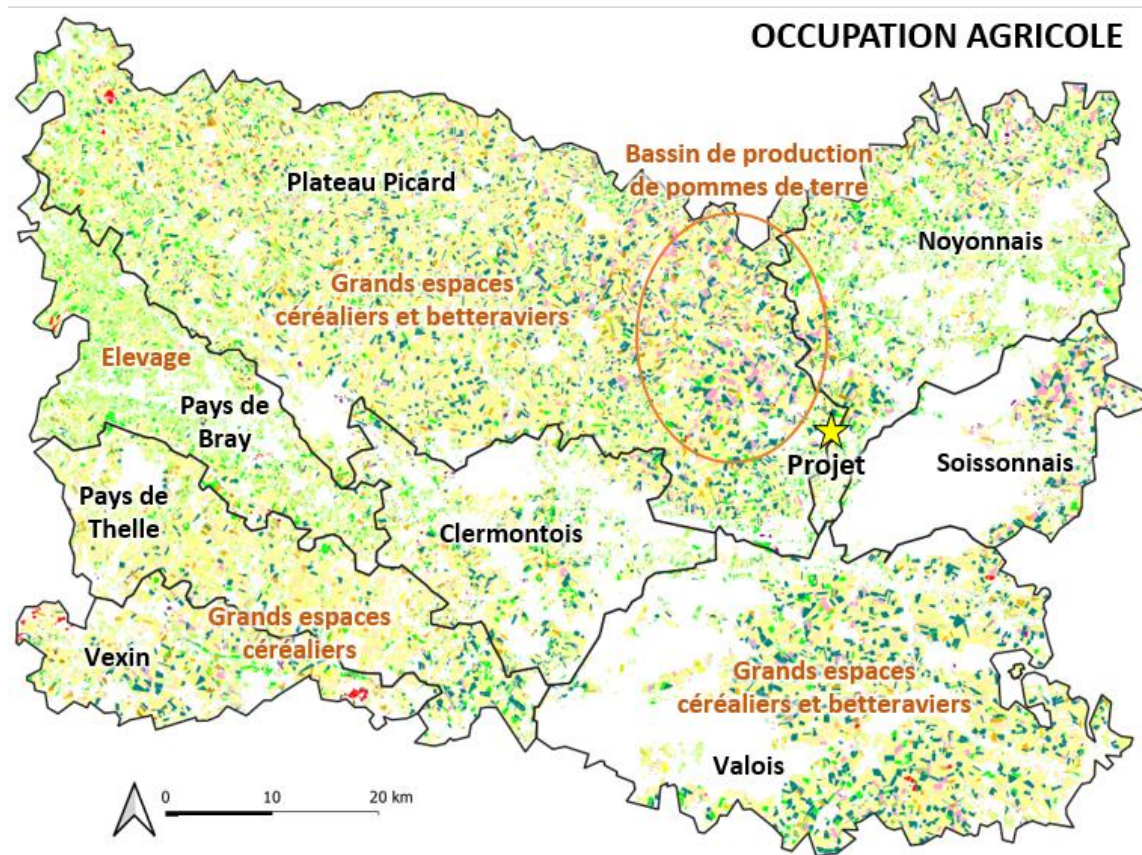 OCCUPATION AGRICOLE
Bassin de production
de pommes de terre
Plateau Picard
Noyonnais
Grands espaces
céréaliers et betteraviers
Elevage
Pays de
Bray
Projet
Soissonnais
Pays de
Thelle
Clermontois
Grands espaces
céréaliers
Vexin
Grands espaces
céréaliers et betteraviers
Valois
0 10 20 km